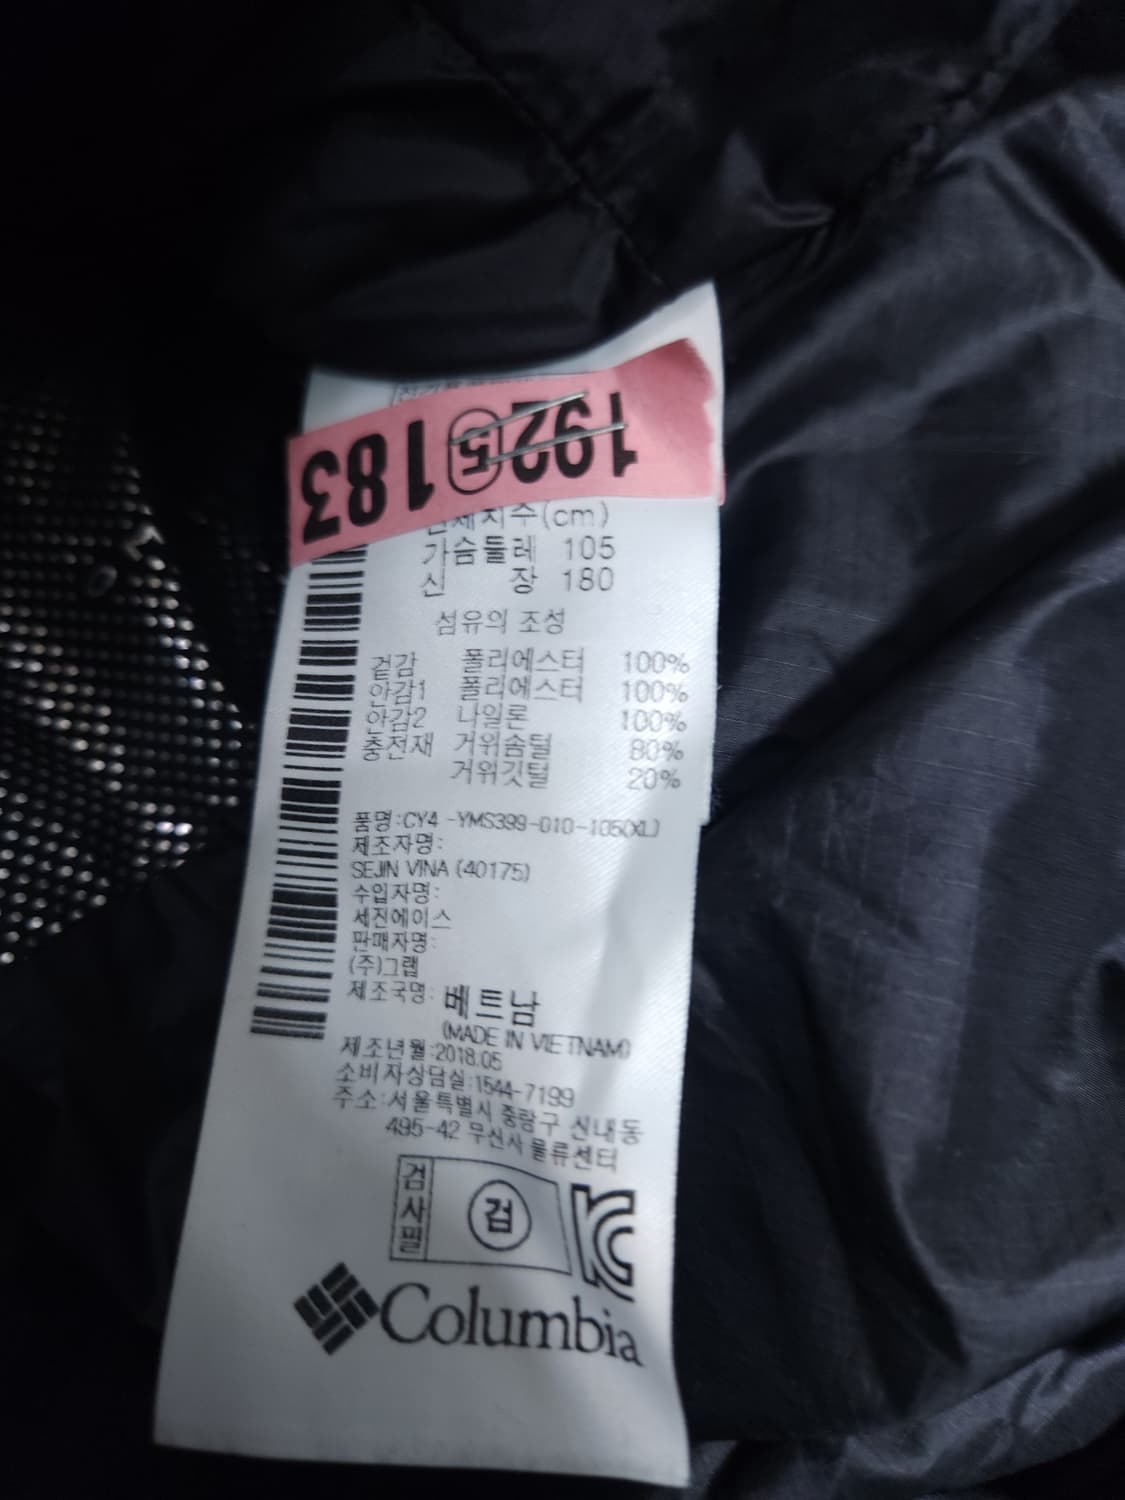 192⑤183
신체치수(cm)
가슴둘레 105
신 장 180
섬유의 조성
겉감 폴리에스터 100%
안감1 폴리에스터 100%
안감2 나일론 100%
충전재 거위솜털 80%
거위깃털 20%
품명:CY4 -YMS399-010-105(XL)
제조자명:
SEJIN VINA (40175)
수입자명:
세진에이스
판매자명:
(주)그랩
제조국명: 베트남
(MADE IN VIETNAM)
제조년월:2018.05
소비자상담실:1544-7199
주소:서울특별시 중랑구 신내동
495-42 무신사 물류센터
검사필
검
Columbia